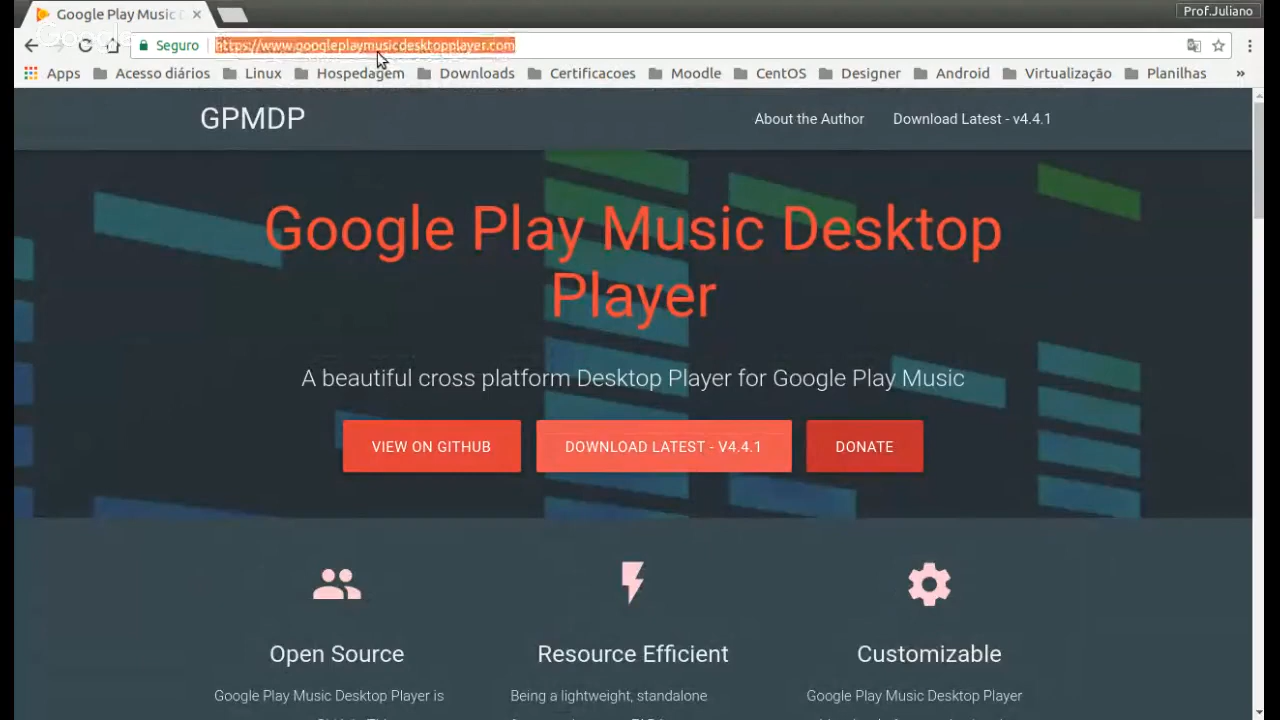 Google Play Music D
Prof.Juliano
Seguro
https://www.googleplaymusicdesktopplayer.com
Apps
Acesso diários
Linux
Hospedagem
Downloads
Certificacoes
Moodle
CentOS
Designer
Android
Virtualização
Planilhas
»
GPMDP
About the Author
Download Latest - v4.4.1
Google Play Music Desktop
Player
A beautiful cross platform Desktop Player for Google Play Music
VIEW ON GITHUB
DOWNLOAD LATEST - V4.4.1
DONATE
Open Source
Resource Efficient
Customizable
Google Play Music Desktop Player is
Being a lightweight, standalone
Google Play Music Desktop Player